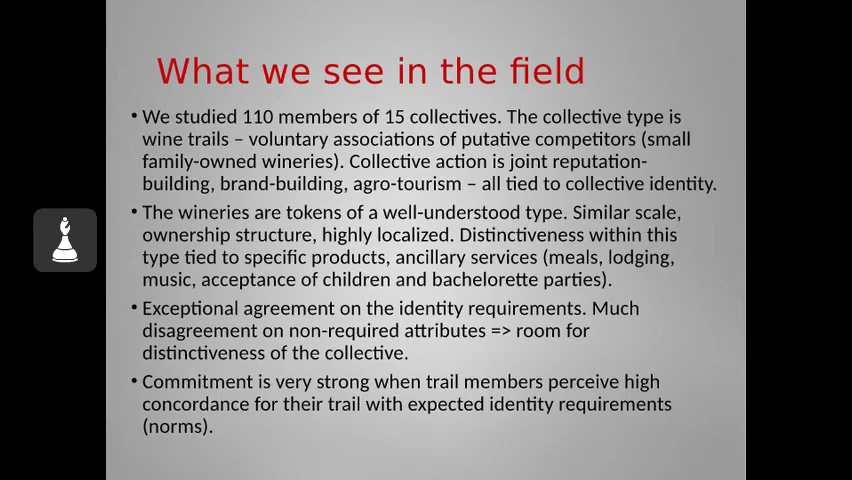 What we see in the field
• We studied 110 members of 15 collectives. The collective type is
wine trails – voluntary associations of putative competitors (small
family-owned wineries). Collective action is joint reputation-
building, brand-building, agro-tourism – all tied to collective identity.
• The wineries are tokens of a well-understood type. Similar scale,
ownership structure, highly localized. Distinctiveness within this
type tied to specific products, ancillary services (meals, lodging,
music, acceptance of children and bachelorette parties).
• Exceptional agreement on the identity requirements. Much
disagreement on non-required attributes => room for
distinctiveness of the collective.
• Commitment is very strong when trail members perceive high
concordance for their trail with expected identity requirements
(norms).